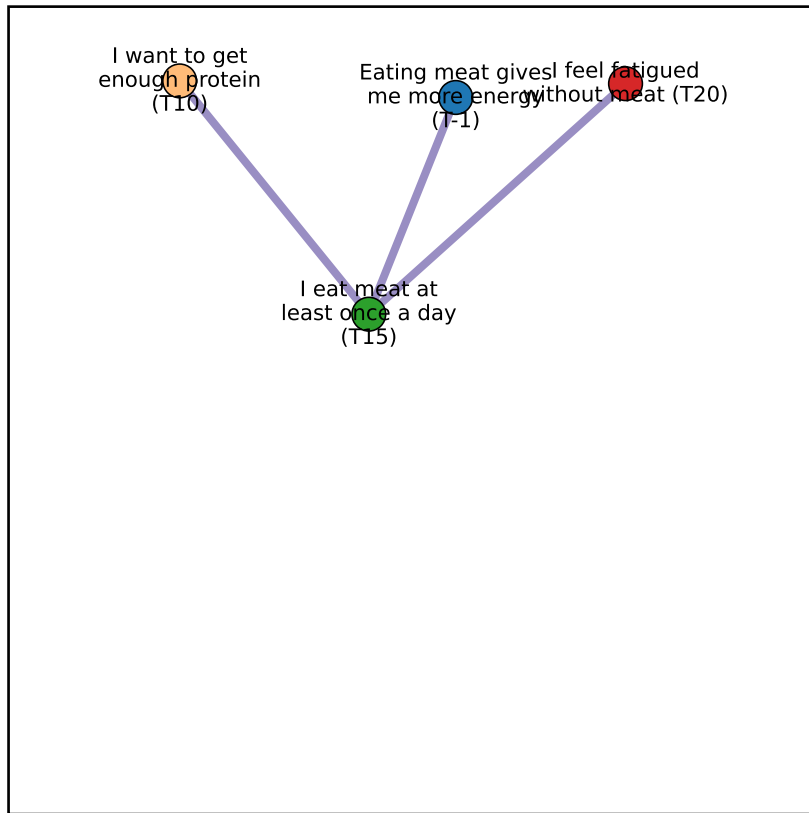 I want to get
enough protein
(T10)
Eating meat gives
me more energy
(T-1)
I feel fatigued
without meat (T20)
I eat meat at
least once a day
(T15)